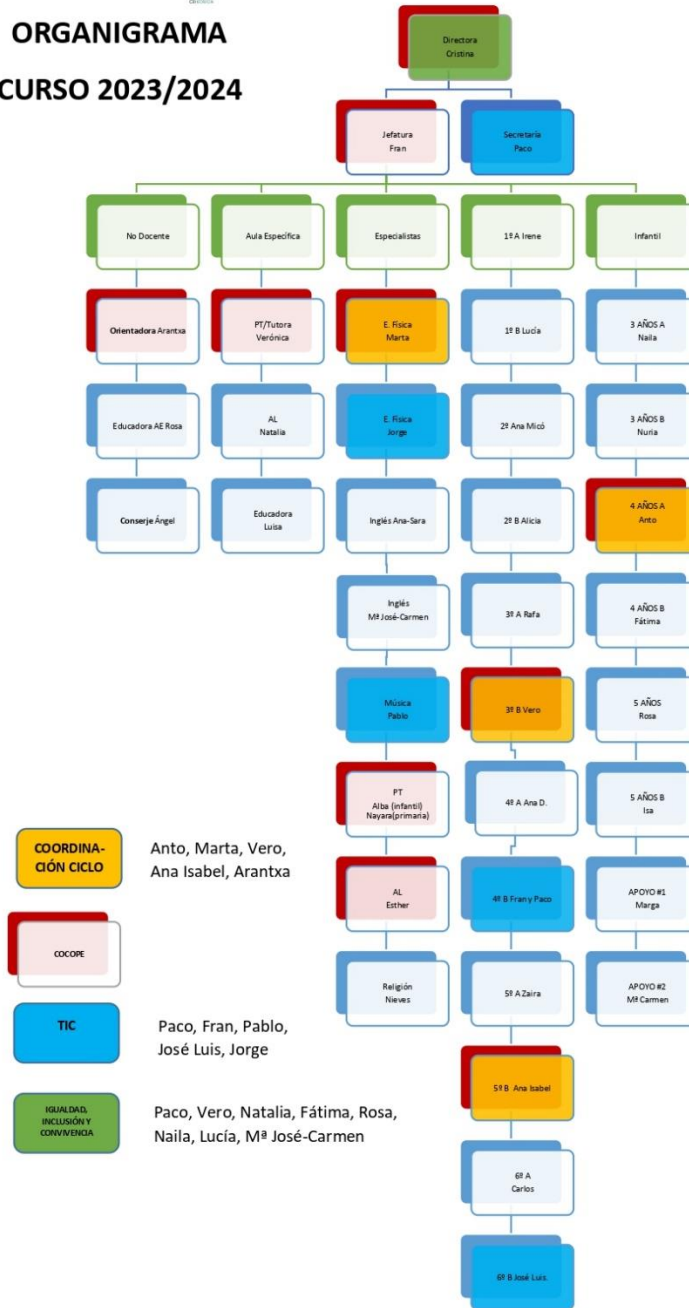 ORGANIGRAMA
CURSO 2023/2024
Directora
Cristina
Jefatura
Fran
Secretaría
Paco
No Docente
Aula Específica
Especialistas
1º A Irene
Infantil
Orientadora Arantxa
PT/Tutora
Verónica
E. Física
Marta
1º B Lucía
3 AÑOS A
Naila
Educadora AE Rosa
AL
Natalia
E. Física
Jorge
2º Ana Micó
3 AÑOS B
Nuria
Conserje Ángel
Educadora
Luisa
Inglés Ana-Sara
2º B Alicia
4 AÑOS A
Anto
Inglés
Mª José-Carmen
3º A Rafa
4 AÑOS B
Fátima
Música
Pablo
3º B Vero
5 AÑOS
Rosa
PT
Alba (infantil)
Nayara(primaria)
4º A Ana D.
5 AÑOS B
Isa
AL
Esther
4º B Fran y Paco
APOYO #1
Marga
Religión
Nieves
5º A Zaira
APOYO #2
Mª Carmen
5º B Ana Isabel
6º A
Carlos
6º B José Luis.
COORDINA-
CIÓN CICLO
Anto, Marta, Vero,
Ana Isabel, Arantxa
COCOPE
TIC
Paco, Fran, Pablo,
José Luis, Jorge
IGUALDAD,
INCLUSIÓN Y
CONVIVENCIA
Paco, Vero, Natalia, Fátima, Rosa,
Naila, Lucía, Mª José-Carmen